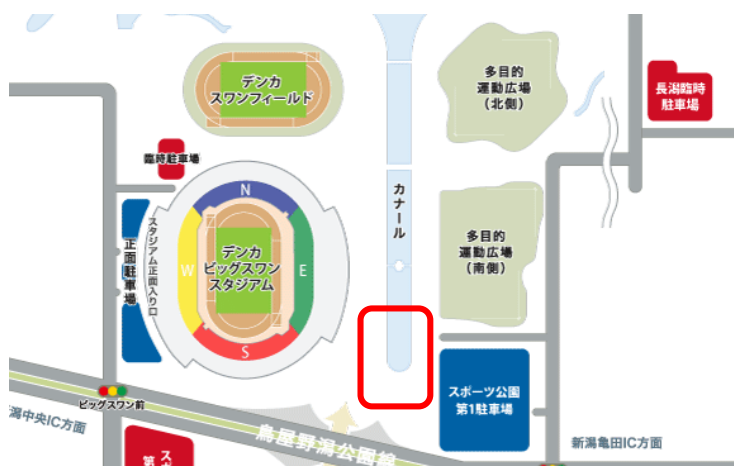 デンカ
スワンフィールド
多目的
運動広場
(北側)
長潟臨時
駐車場
臨時駐車場
カナール
N
W
E
S
デンカ
ビッグスワン
スタジアム
スタジアム正面入り口
正面駐車場
多目的
運動広場
(南側)
スポーツ公園
第1駐車場
ビッグスワン前
潟中央IC方面
鳥屋野潟公園線
新潟亀田IC方面
スポ
第